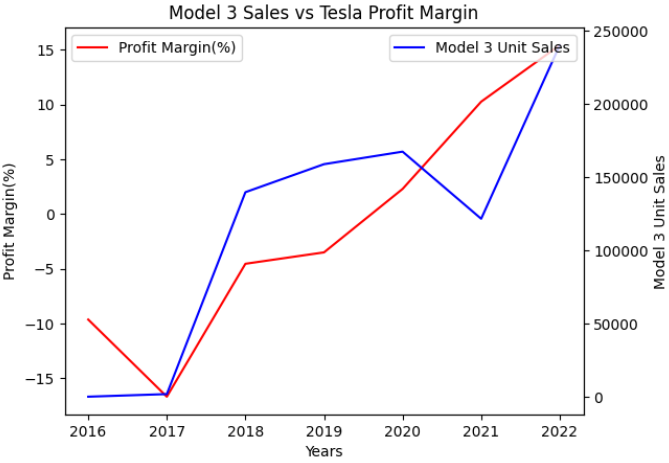 Model 3 Sales vs Tesla Profit Margin
Profit Margin(%)
Model 3 Unit Sales
15
10
5
0
−5
−10
−15
Profit Margin(%)
250000
200000
150000
100000
50000
0
Model 3 Unit Sales
2016 2017 2018 2019 2020 2021 2022
Years